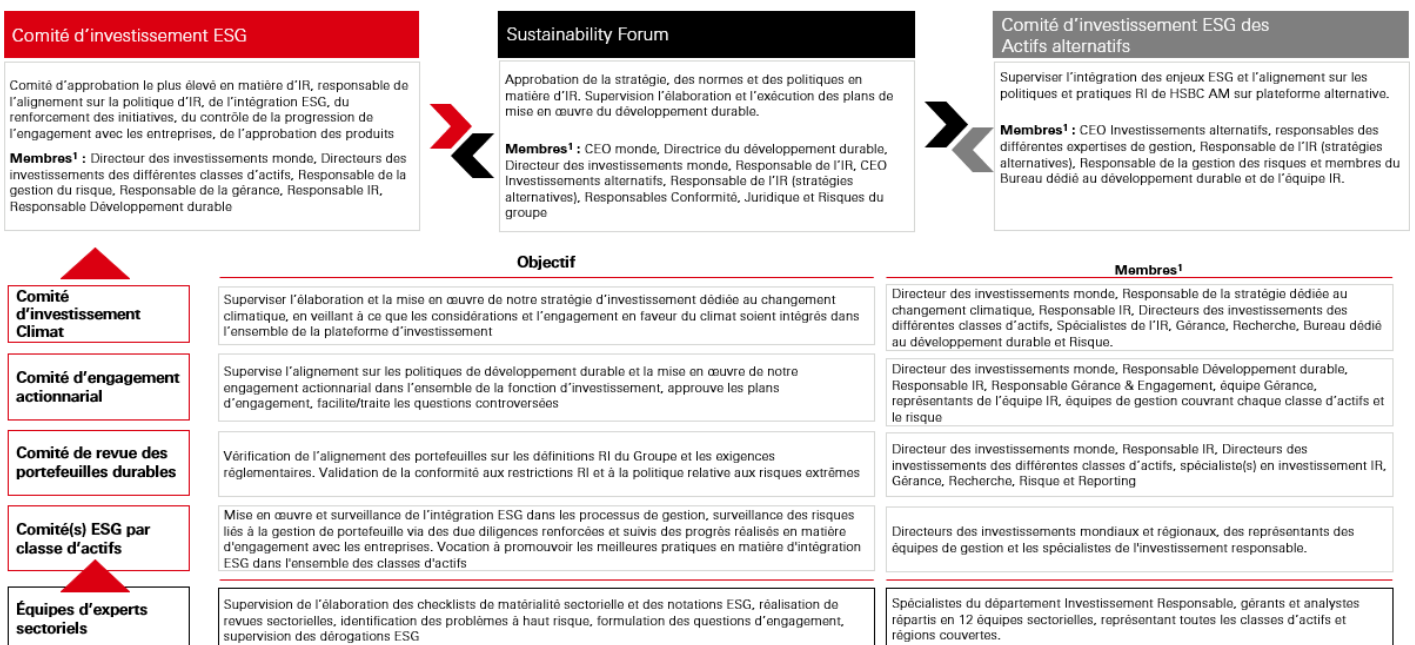 Comité d'investissement ESG
Comité d'approbation le plus élevé en matière d'IR, responsable de
l'alignement sur la politique d'IR, de l'intégration ESG, du
renforcement des initiatives, du contrôle de la progression de
l'engagement avec les entreprises, de l'approbation des produits
Membres¹ : Directeur des investissements monde, Directeurs des
investissements des différentes classes d'actifs, Responsable de la
gestion du risque, Responsable de la gérance, Responsable IR,
Responsable Développement durable
Sustainability Forum
Approbation de la stratégie, des normes et des politiques en
matière d'IR. Supervision l'élaboration et l'exécution des plans de
mise en œuvre du développement durable.
Membres¹ : CEO monde, Directrice du développement durable,
Directeur des investissements monde, Responsable de l'IR, CEO
Investissements alternatifs, Responsable de l'IR (stratégies
alternatives), Responsables Conformité, Juridique et Risques du
groupe
Comité d'investissement ESG des
Actifs alternatifs
Superviser l'intégration des enjeux ESG et l'alignement sur les
politiques et pratiques RI de HSBC AM sur plateforme alternative.
Membres¹ : CEO Investissements alternatifs, responsables des
différentes expertises de gestion, Responsable de l'IR (stratégies
alternatives), Responsable de la gestion des risques et membres du
Bureau dédié au développement durable et de l'équipe IR.
Objectif
Membres¹
Comité
d'investissement
Climat
Superviser l'élaboration et la mise en œuvre de notre stratégie d'investissement dédiée au changement
climatique, en veillant à ce que les considérations et l'engagement en faveur du climat soient intégrés dans
l'ensemble de la plateforme d'investissement
Directeur des investissements monde, Responsable de la stratégie dédiée au
changement climatique, Responsable IR, Directeurs des investissements des
différentes classes d'actifs, Spécialistes de l'IR, Gérance, Recherche, Bureau dédié
au développement durable et Risque.
Comité d'engagement
actionnarial
Supervise l'alignement sur les politiques de développement durable et la mise en œuvre de notre
engagement actionnarial dans l'ensemble de la fonction d'investissement, approuve les plans
d'engagement, facilite/traite les questions controversées
Directeur des investissements monde, Responsable Développement durable,
Responsable IR, Responsable Gérance & Engagement, équipe Gérance,
représentants de l'équipe IR, équipes de gestion couvrant chaque classe d'actifs et
le risque
Comité de revue des
portefeuilles durables
Vérification de l'alignement des portefeuilles sur les définitions RI du Groupe et les exigences
réglementaires. Validation de la conformité aux restrictions RI et à la politique relative aux risques extrêmes
Directeur des investissements monde, Responsable IR, Directeurs des
investissements des différentes classes d'actifs, spécialiste(s) en investissement IR,
Gérance, Recherche, Risque et Reporting
Comité(s) ESG par
classe d'actifs
Mise en œuvre et surveillance de l'intégration ESG dans les processus de gestion, surveillance des risques
liés à la gestion de portefeuille via des due diligences renforcées et suivis des progrès réalisés en matière
d'engagement avec les entreprises. Vocation à promouvoir les meilleures pratiques en matière d'intégration
ESG dans l'ensemble des classes d'actifs
Directeurs des investissements mondiaux et régionaux, des représentants des
équipes de gestion et les spécialistes de l'investissement responsable.
Équipes d'experts
sectoriels
Supervision de l'élaboration des checklists de matérialité sectorielle et des notations ESG, réalisation de
revues sectorielles, identification des problèmes à haut risque, formulation des questions d'engagement,
supervision des dérogations ESG
Spécialistes du département Investissement Responsable, gérants et analystes
répartis en 12 équipes sectorielles, représentant toutes les classes d'actifs et
régions couvertes.